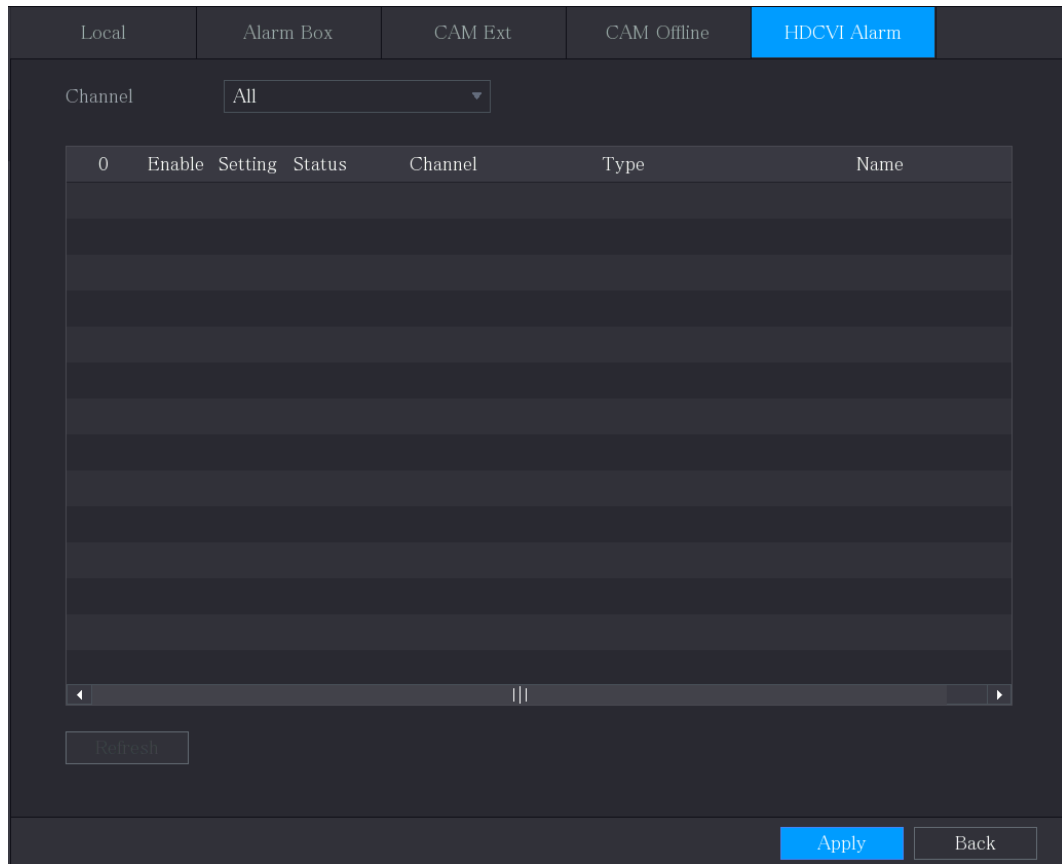 Local Alarm Box CAM Ext CAM Offline HDCVI Alarm
Channel All
0 Enable Setting Status Channel Type Name
Refresh
Apply Back